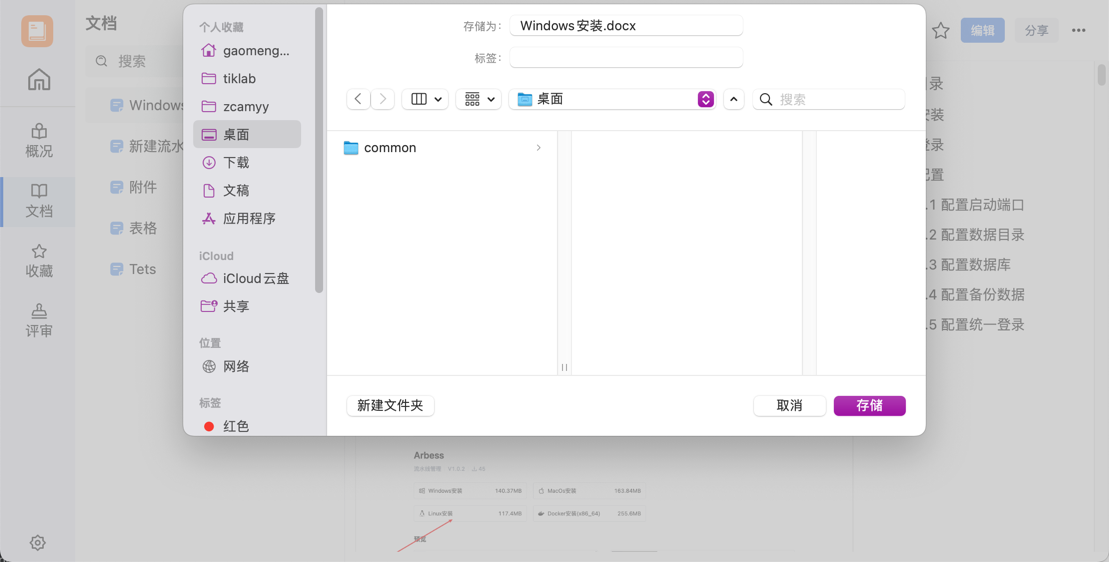 文档
搜索
Windows
新建流水
附件
表格
Tets
概况
文档
收藏
评审
个人收藏
gaomeng...
tiklab
zcamyy
桌面
下载
文稿
应用程序
iCloud
iCloud 云盘
共享
位置
网络
标签
红色
存储为：
Windows 安装.docx
标签：
桌面
搜索
common
新建文件夹
取消
存储
编辑
分享
•••
录
装
录
置
.1 配置启动端口
.2 配置数据目录
.3 配置数据库
.4 配置备份数据
.5 配置统一登录
Arbess
Windows安装 140.37MB
MacOs安装 183.84MB
Linux安装 117.4MB
Docker安装(x86_64) 255.6MB